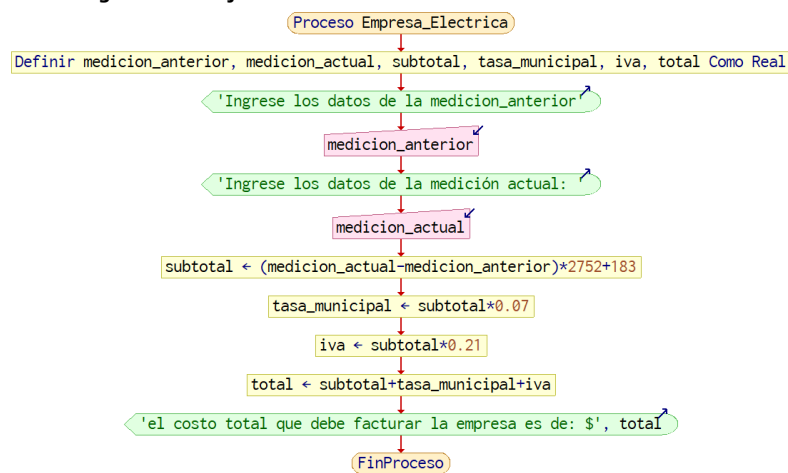 Proceso Empresa_Electrica
Definir medicion_anterior, medicion_actual, subtotal, tasa_municipal, iva, total Como Real
'Ingrese los datos de la medicion_anterior'
medicion_anterior
'Ingrese los datos de la medición actual: '
medicion_actual
subtotal ← (medicion_actual-medicion_anterior)*2752+183
tasa_municipal ← subtotal*0.07
iva ← subtotal*0.21
total ← subtotal+tasa_municipal+iva
'el costo total que debe facturar la empresa es de: $', total
FinProceso